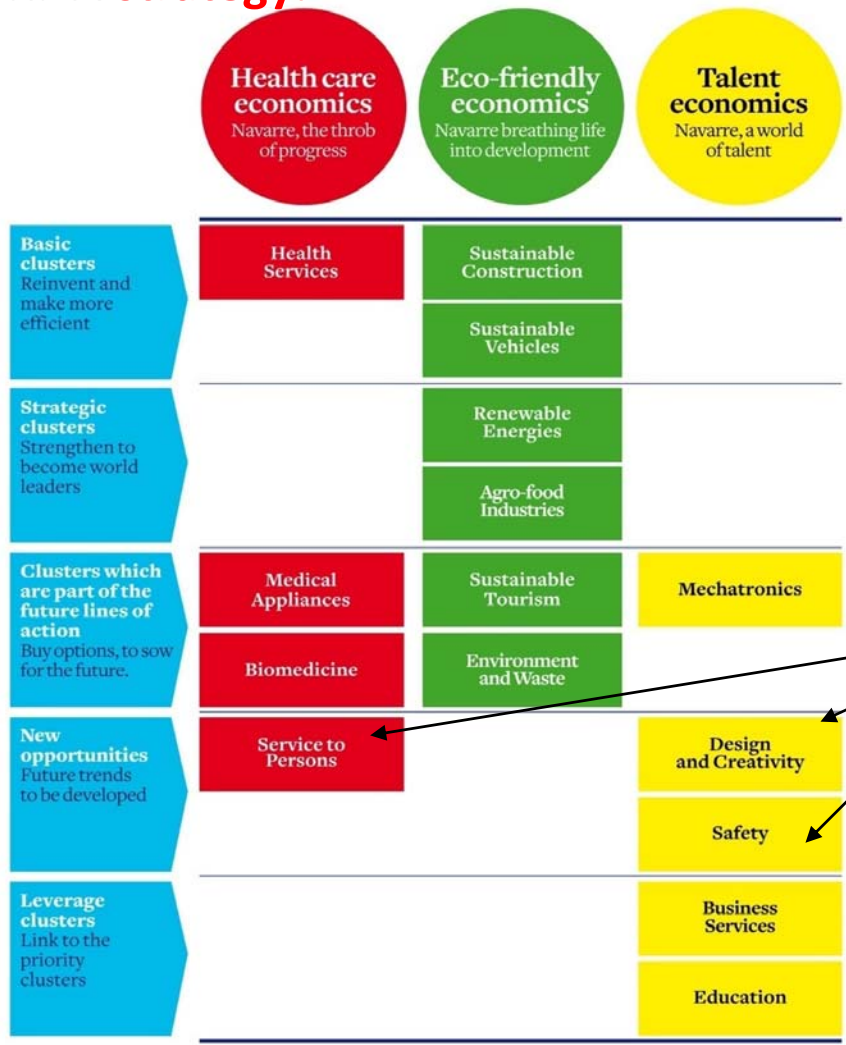 Health care
economics
Navarre, the throb
of progress
Eco-friendly
economics
Navarre breathing life
into development
Talent
economics
Navarre, a world
of talent
Basic
clusters
Reinvent and
make more
efficient
Health
Services
Sustainable
Construction
Sustainable
Vehicles
Strategic
clusters
Strengthen to
become world
leaders
Renewable
Energies
Agro-food
Industries
Clusters which
are part of the
future lines of
action
Buy options, to sow
for the future.
Medical
Appliances
Biomedicine
Sustainable
Tourism
Environment
and Waste
Mechatronics
New
opportunities
Future trends
to be developed
Service to
Persons
Design
and Creativity
Safety
Leverage
clusters
Link to the
priority
clusters
Business
Services
Education